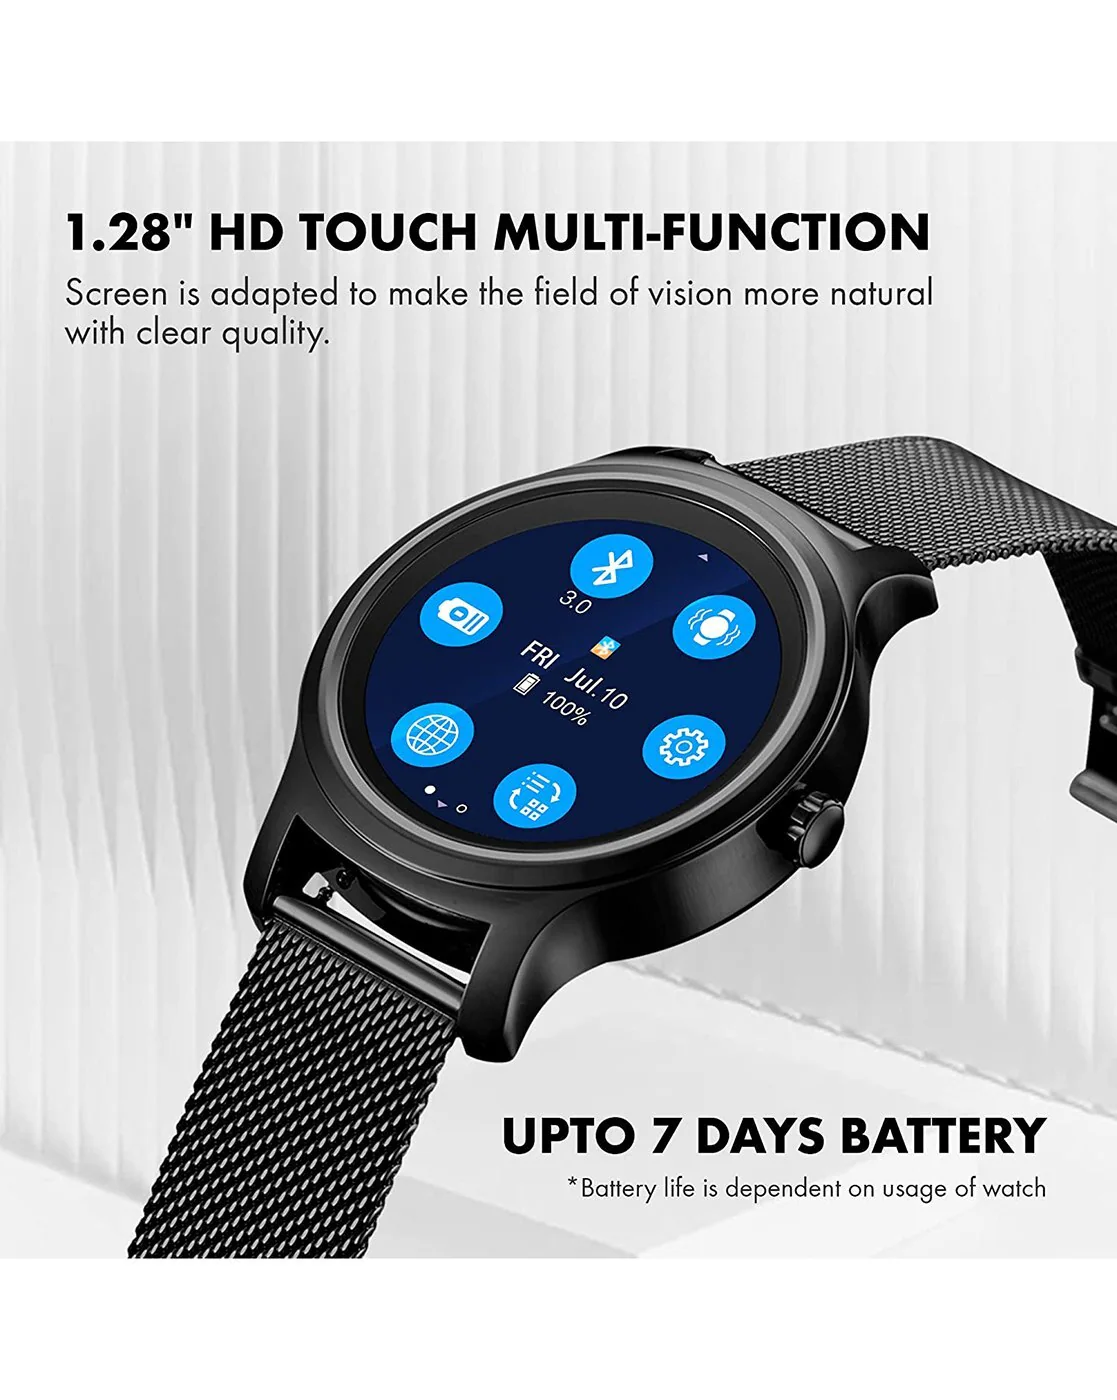 1.28" HD TOUCH MULTI-FUNCTION
Screen is adapted to make the field of vision more natural
with clear quality.
3.0
FRI Jul.10
100%
UPTO 7 DAYS BATTERY
*Battery life is dependent on usage of watch